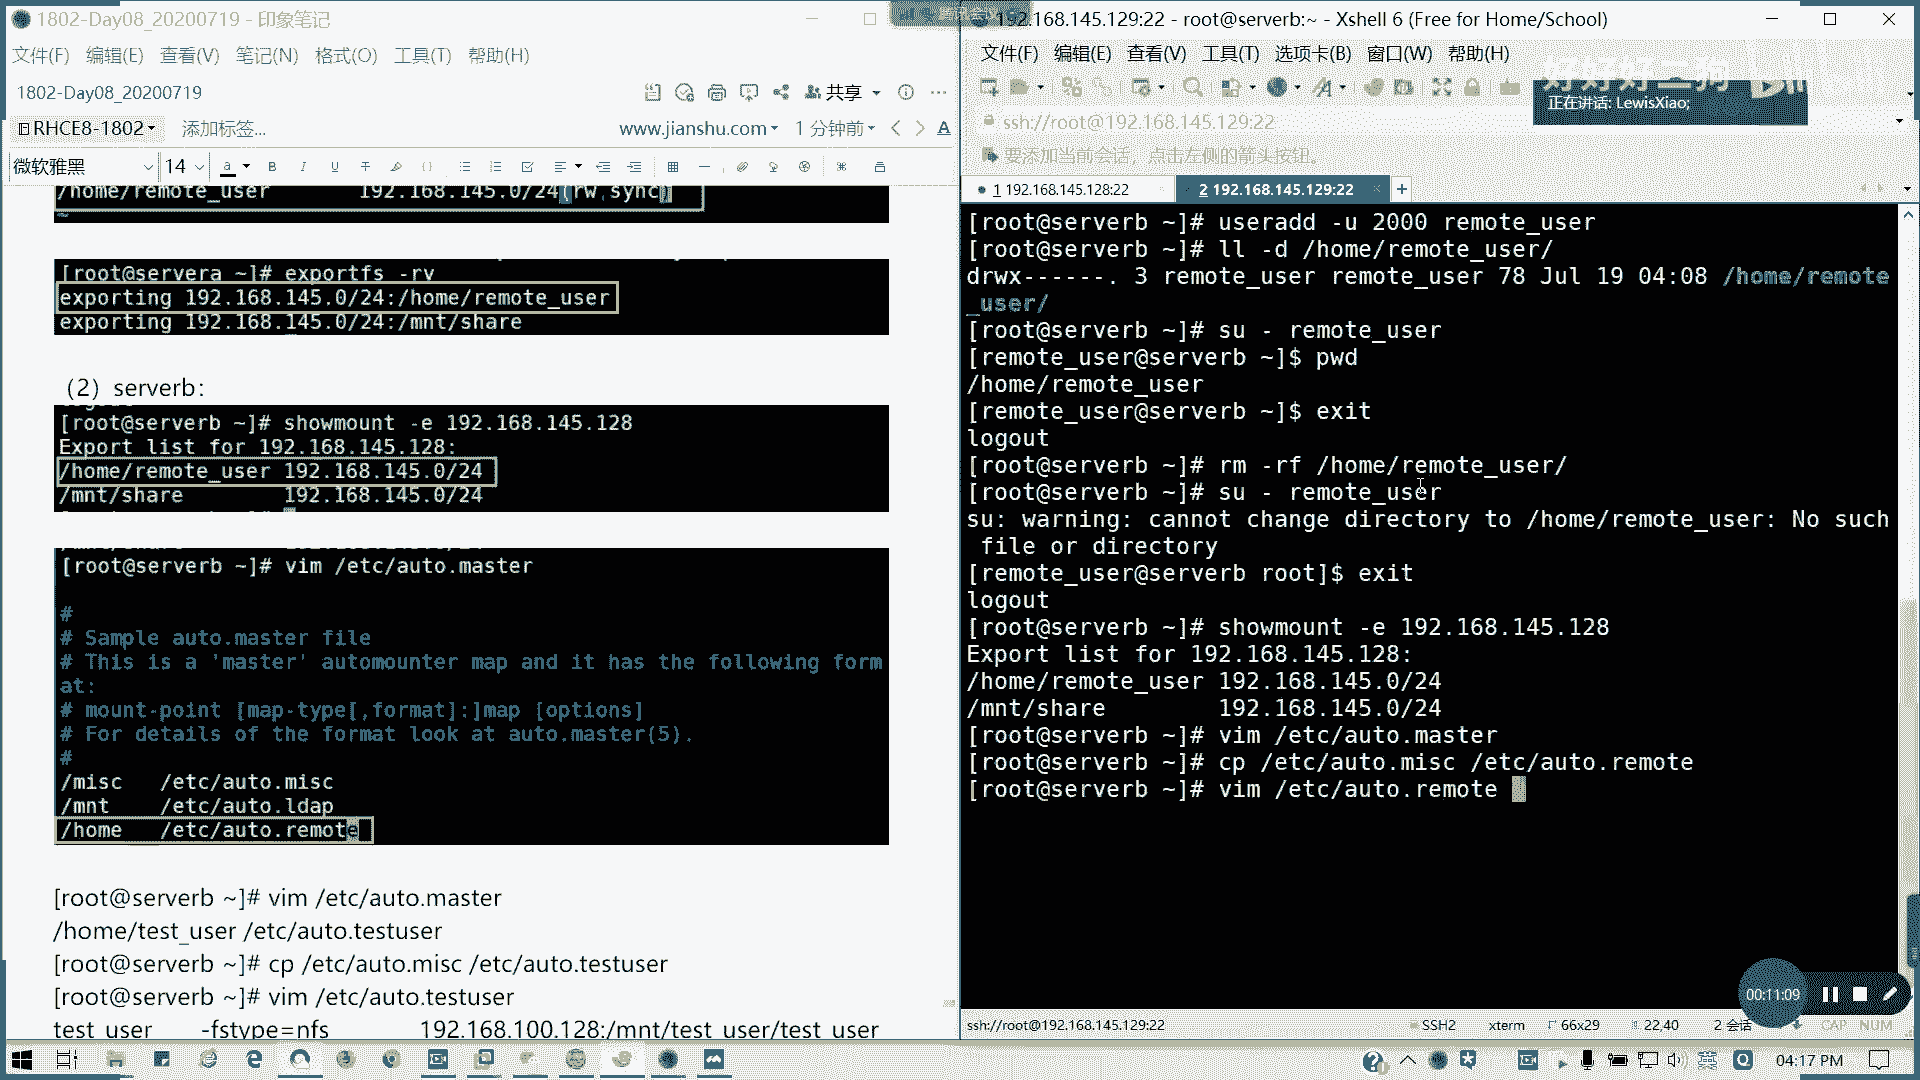 1802-Day08_20200719 - 印象笔记
文件(F) 编辑(E) 查看(V) 笔记(N) 格式(O) 工具(T) 帮助(H)
1802-Day08_20200719
共享
RHCE8-1802
添加标签...
www.jianshu.com
1 分钟前
微软雅黑
14
/home/remote_user 192.168.145.0/24(rw,sync)
[root@servera ~]# exportfs -rv
exporting 192.168.145.0/24:/home/remote_user
exporting 192.168.145.0/24:/mnt/share
（2）serverb：
[root@serverb ~]# showmount -e 192.168.145.128
Export list for 192.168.145.128:
/home/remote_user 192.168.145.0/24
/mnt/share 192.168.145.0/24
[root@serverb ~]# vim /etc/auto.master
#
# Sample auto.master file
# This is a 'master' automounter map and it has the following form
at:
# mount-point [map-type[,format]:]map [options]
# For details of the format look at auto.master(5).
#
/misc /etc/auto.misc
/mnt /etc/auto.ldap
/home /etc/auto.remote
[root@serverb ~]# vim /etc/auto.master
/home/test_user /etc/auto.testuser
[root@serverb ~]# cp /etc/auto.misc /etc/auto.testuser
[root@serverb ~]# vim /etc/auto.testuser
test_user -fstype=nfs 192.168.100.128:/mnt/test_user/test_user
192.168.145.129:22 - root@serverb:~ - Xshell 6 (Free for Home/School)
文件(F) 编辑(E) 查看(V) 工具(T) 选项卡(B) 窗口(W) 帮助(H)
好好好二狗
正在讲话: LewisXiao;
ssh://root@192.168.145.129:22
要添加当前会话，点击左侧的箭头按钮。
1 192.168.145.128:22
2 192.168.145.129:22
[root@serverb ~]# useradd -u 2000 remote_user
[root@serverb ~]# ll -d /home/remote_user/
drwx------. 3 remote_user remote_user 78 Jul 19 04:08 /home/remote
_user/
[root@serverb ~]# su - remote_user
[remote_user@serverb ~]$ pwd
/home/remote_user
[remote_user@serverb ~]$ exit
logout
[root@serverb ~]# rm -rf /home/remote_user/
[root@serverb ~]# su - remote_user
su: warning: cannot change directory to /home/remote_user: No such
file or directory
[remote_user@serverb root]$ exit
logout
[root@serverb ~]# showmount -e 192.168.145.128
Export list for 192.168.145.128:
/home/remote_user 192.168.145.0/24
/mnt/share 192.168.145.0/24
[root@serverb ~]# vim /etc/auto.master
[root@serverb ~]# cp /etc/auto.misc /etc/auto.remote
[root@serverb ~]# vim /etc/auto.remote
00:11:09
ssh://root@192.168.145.129:22
SSH2
xterm
66x29
22,40
2 会话
CAP NUM
英
04:17 PM